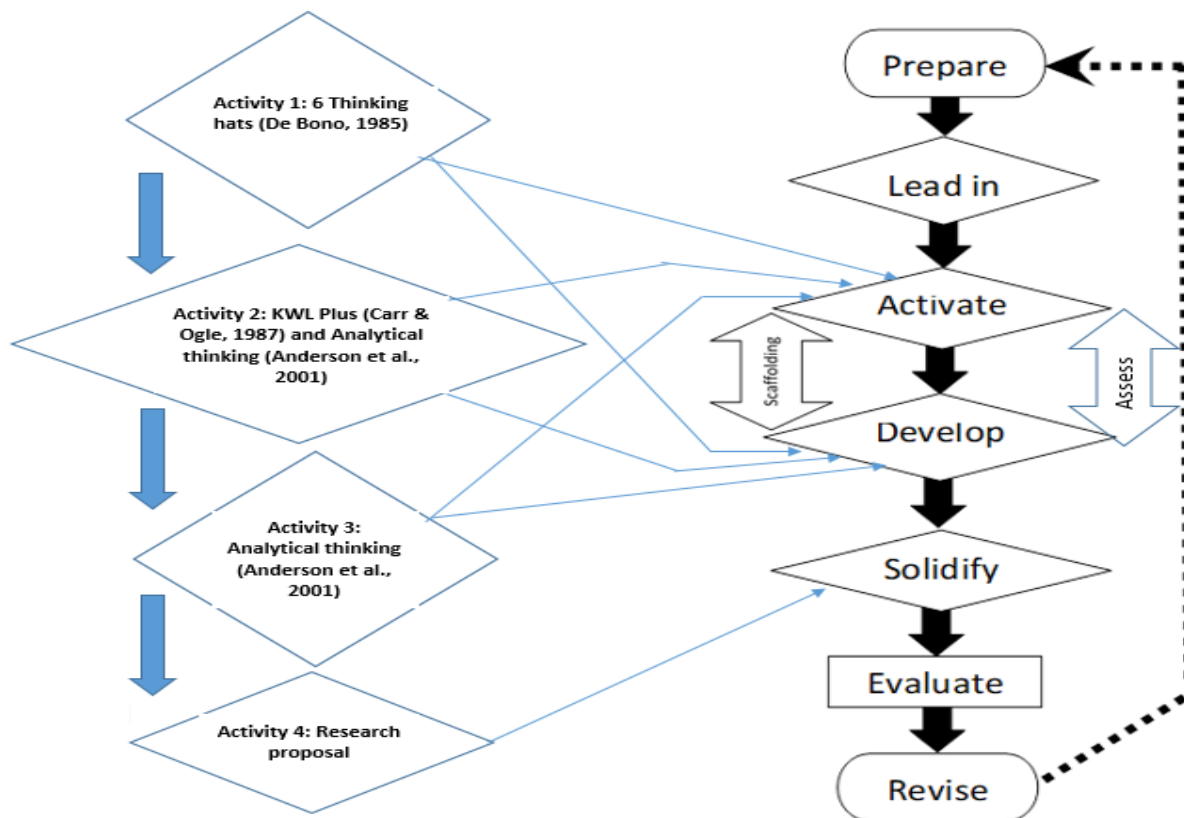 Activity 1: 6 Thinking
hats (De Bono, 1985)
Activity 2: KWL Plus (Carr &
Ogle, 1987) and Analytical
thinking (Anderson et al.,
2001)
Activity 3:
Analytical thinking
(Anderson et al.,
2001)
Activity 4: Research
proposal
Prepare
Lead in
Activate
Scaffolding
Assess
Develop
Solidify
Evaluate
Revise